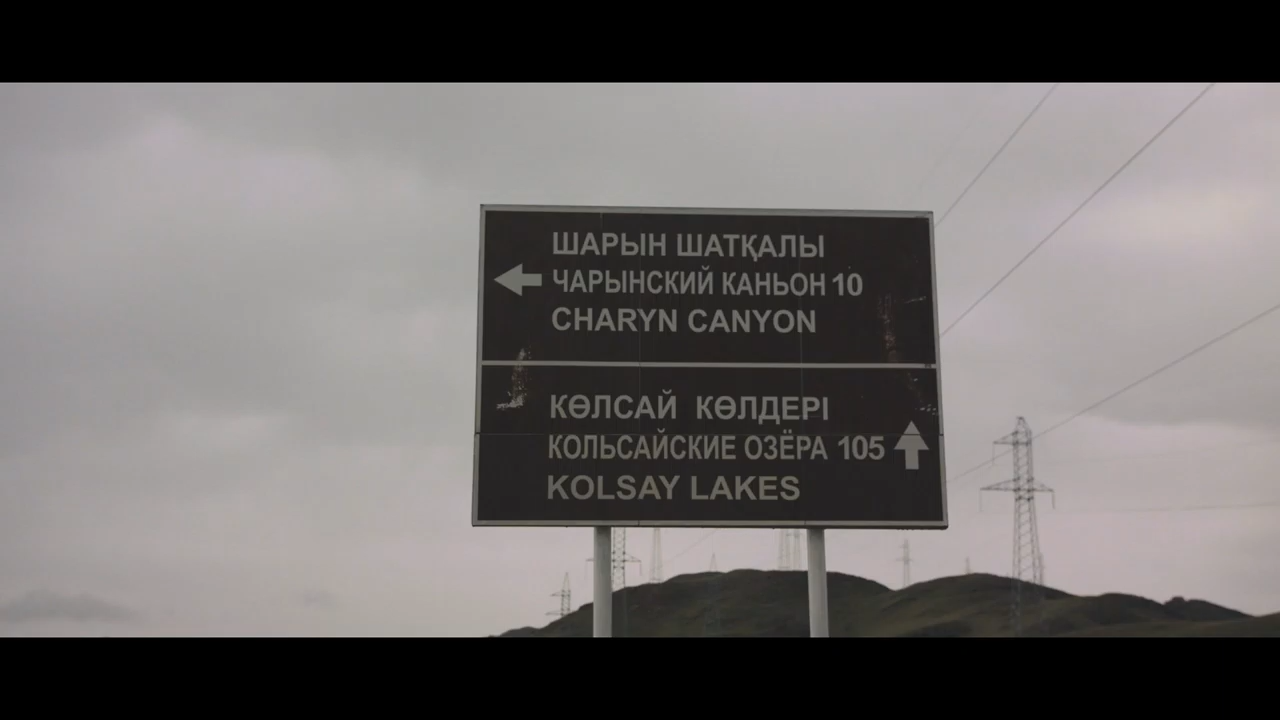 ШАРЫН ШАТҚАЛЫ
ЧАРЫНСКИЙ КАНЬОН 10
CHARYN CANYON
КӨЛСАЙ КӨЛДЕРІ
КОЛЬСАЙСКИЕ ОЗЁРА 105
KOLSAY LAKES